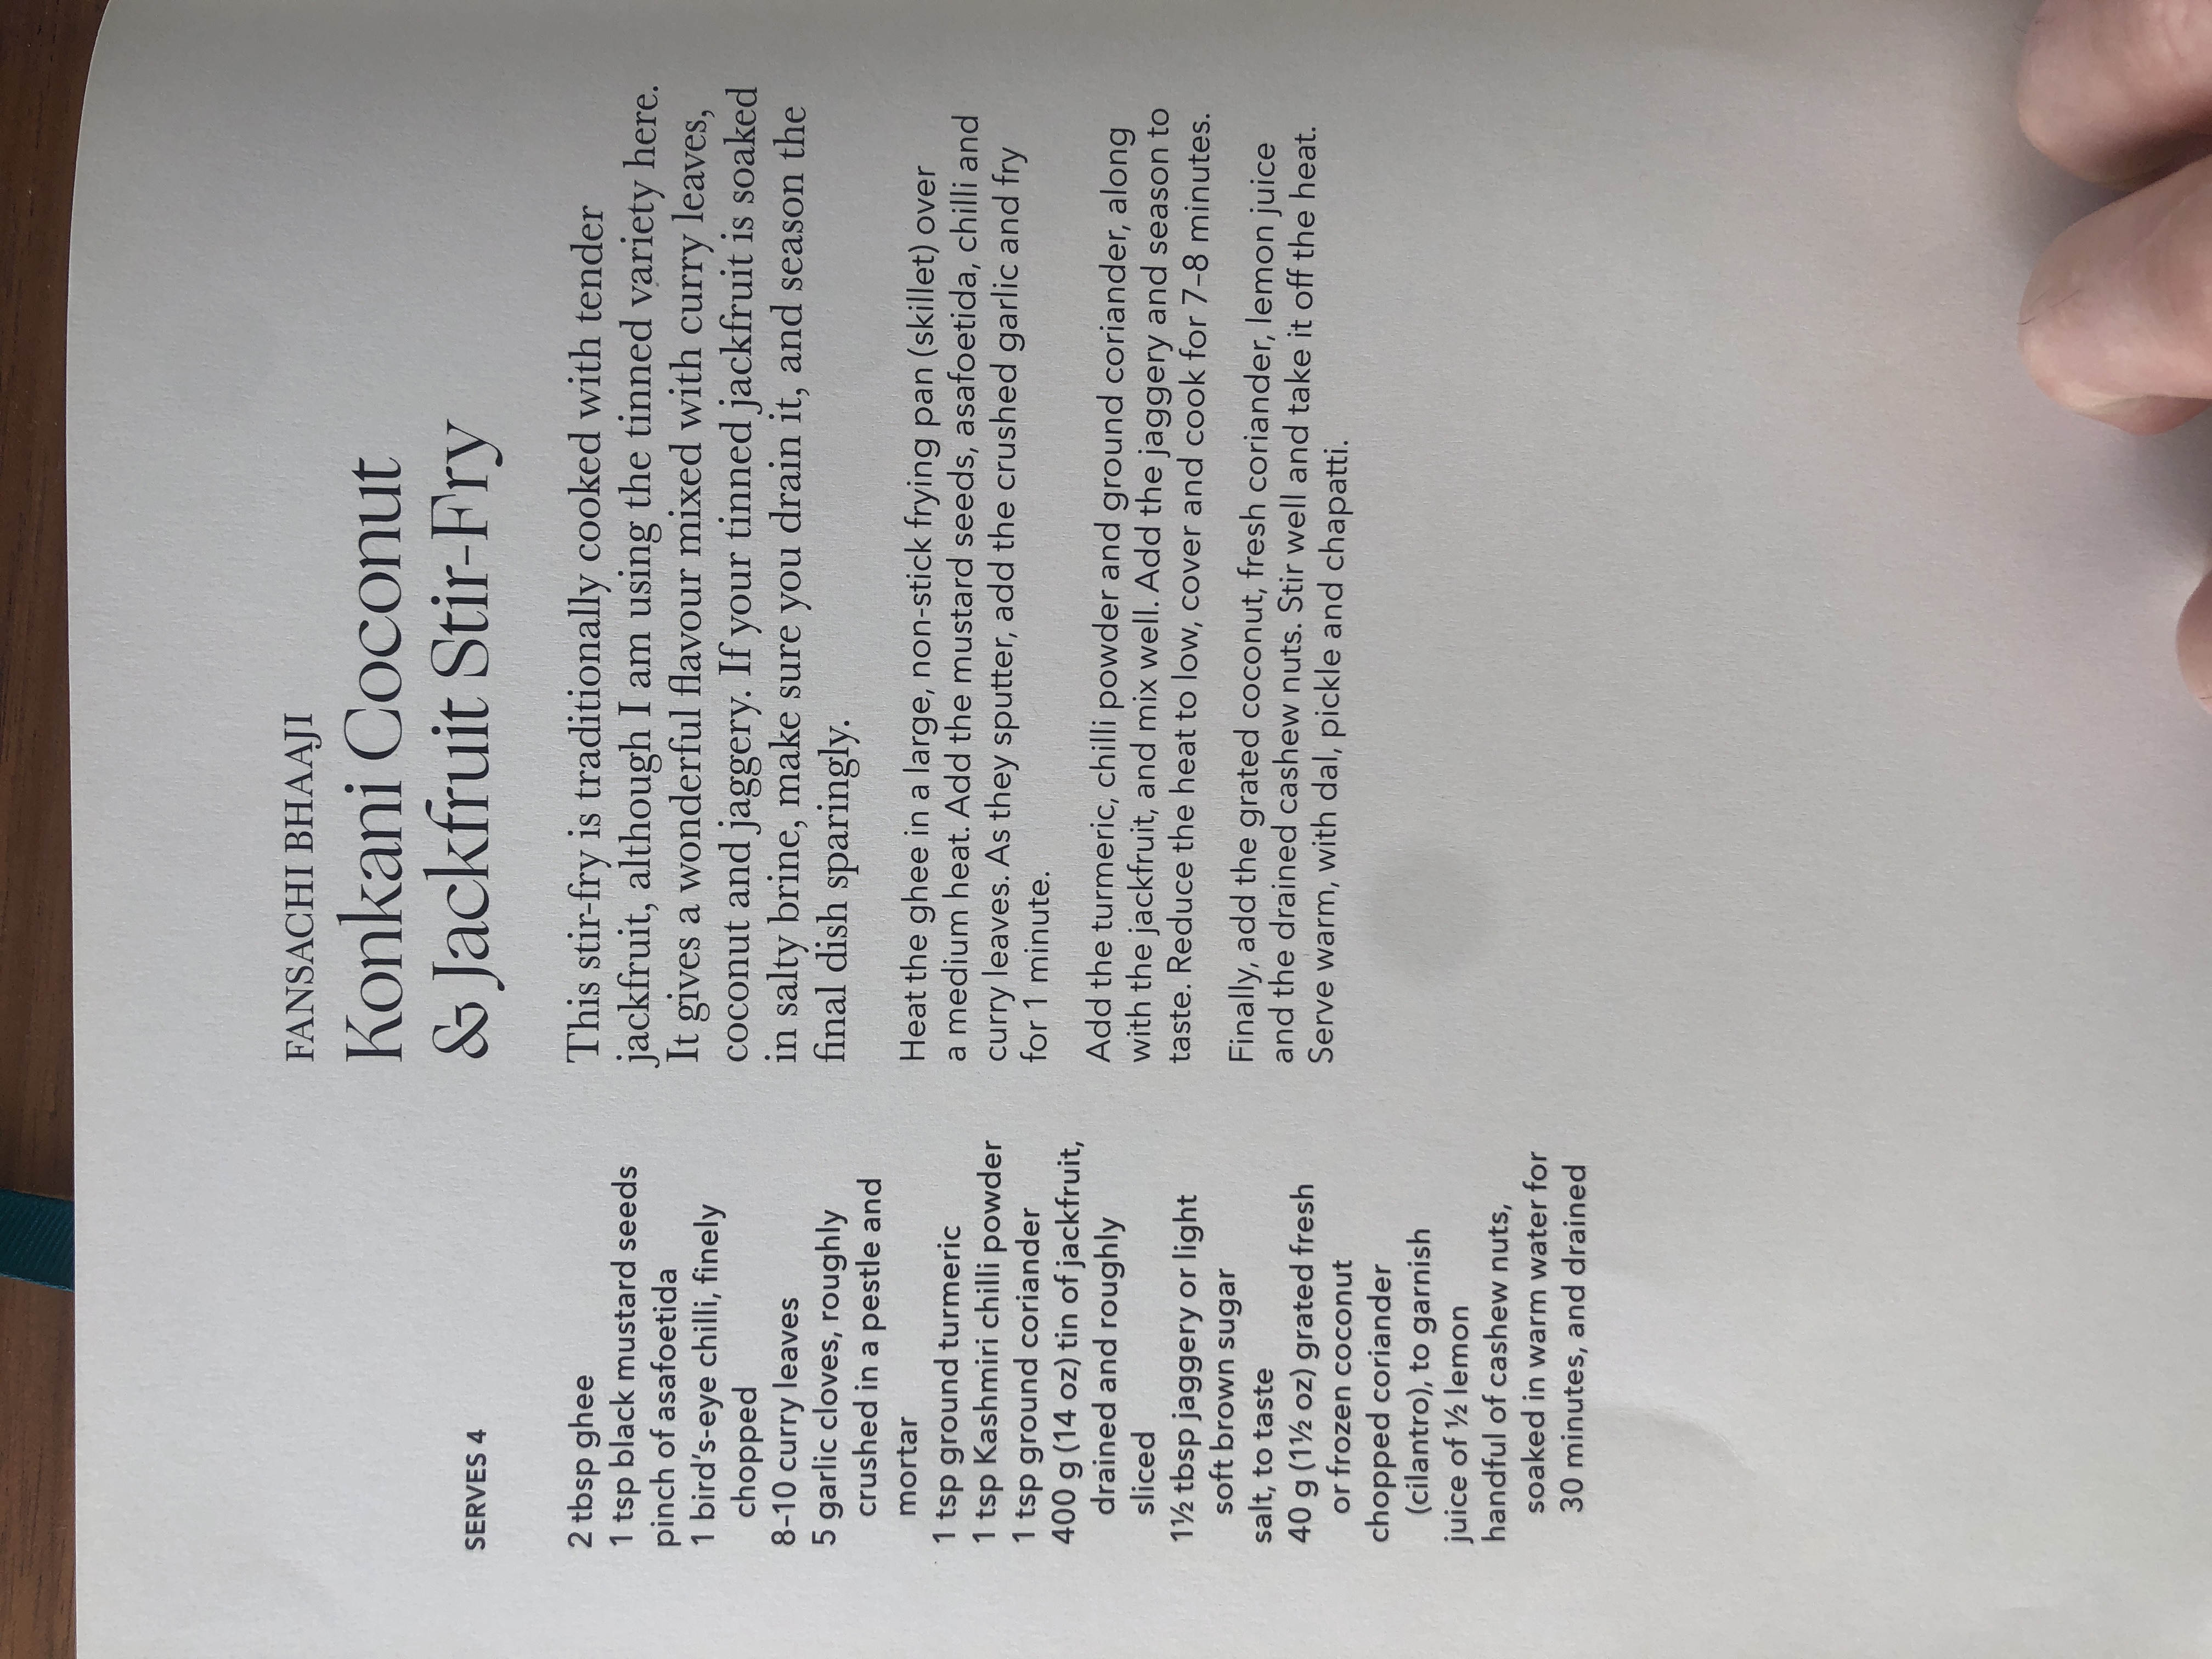 FANSACHI BHAAJI
Konkani Coconut
& Jackfruit Stir-Fry
SERVES 4
2 tbsp ghee
1 tsp black mustard seeds
pinch of asafoetida
1 bird's-eye chilli, finely
chopped
8–10 curry leaves
5 garlic cloves, roughly
crushed in a pestle and
mortar
1 tsp ground turmeric
1 tsp Kashmiri chilli powder
1 tsp ground coriander
400 g (14 oz) tin of jackfruit,
drained and roughly
sliced
1½ tbsp jaggery or light
soft brown sugar
salt, to taste
40 g (1½ oz) grated fresh
or frozen coconut
chopped coriander
(cilantro), to garnish
juice of ½ lemon
handful of cashew nuts,
soaked in warm water for
30 minutes, and drained
This stir-fry is traditionally cooked with tender
jackfruit, although I am using the tinned variety here.
It gives a wonderful flavour mixed with curry leaves,
coconut and jaggery. If your tinned jackfruit is soaked
in salty brine, make sure you drain it, and season the
final dish sparingly.
Heat the ghee in a large, non-stick frying pan (skillet) over
a medium heat. Add the mustard seeds, asafoetida, chilli and
curry leaves. As they sputter, add the crushed garlic and fry
for 1 minute.
Add the turmeric, chilli powder and ground coriander, along
with the jackfruit, and mix well. Add the jaggery and season to
taste. Reduce the heat to low, cover and cook for 7–8 minutes.
Finally, add the grated coconut, fresh coriander, lemon juice
and the drained cashew nuts. Stir well and take it off the heat.
Serve warm, with dal, pickle and chapatti.